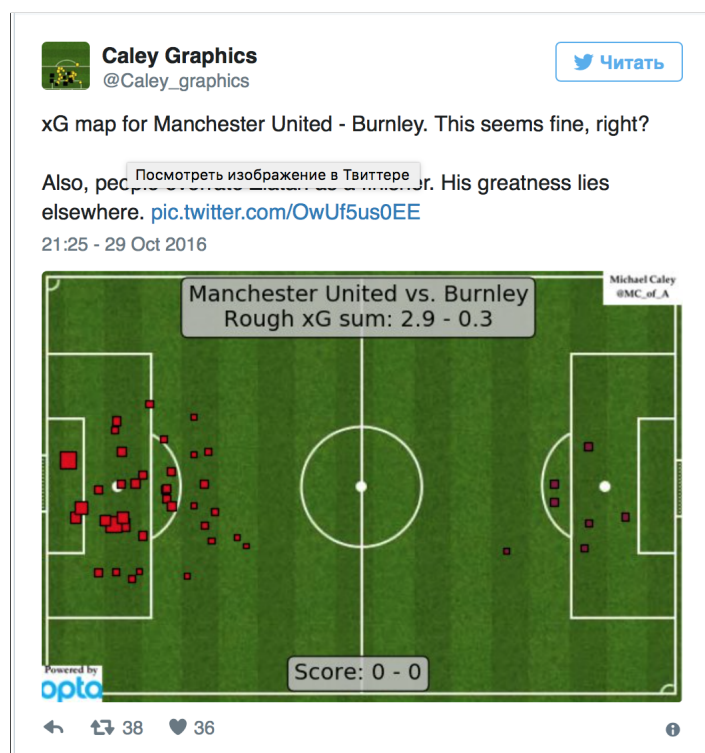 Caley Graphics
@Caley_graphics
Читать
xG map for Manchester United - Burnley. This seems fine, right?
Посмотреть изображение в Твиттере
Also, people overrate Zlatan as a finisher. His greatness lies
elsewhere. pic.twitter.com/OwUf5us0EE
21:25 - 29 Oct 2016
Michael Caley
@MC_of_A
Manchester United vs. Burnley
Rough xG sum: 2.9 - 0.3
Score: 0 - 0
Powered by
opta
38
36